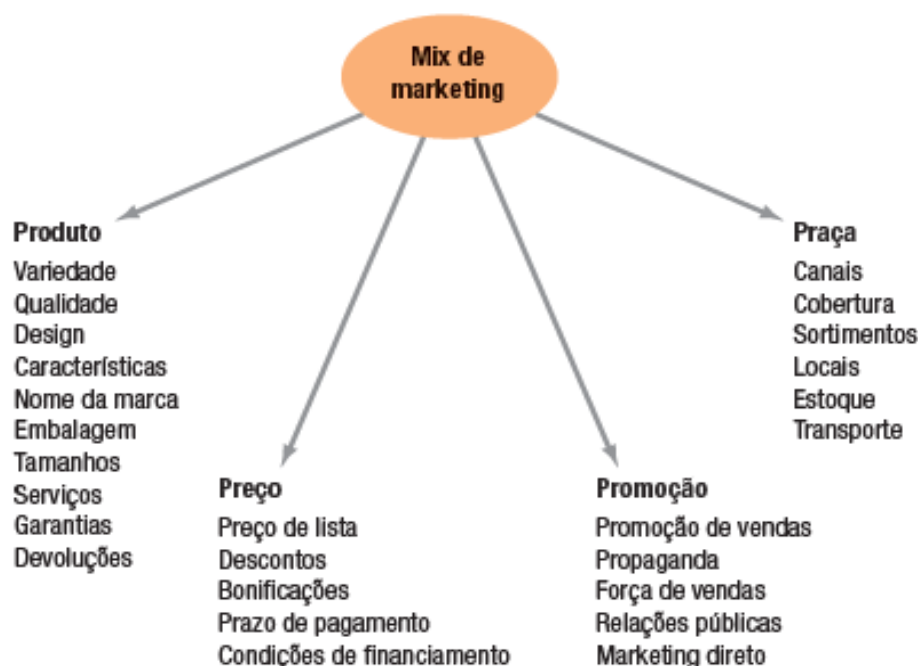 Mix de
marketing
Produto
Variedade
Qualidade
Design
Características
Nome da marca
Embalagem
Tamanhos
Serviços
Garantias
Devoluções
Preço
Preço de lista
Descontos
Bonificações
Prazo de pagamento
Condições de financiamento
Promoção
Promoção de vendas
Propaganda
Força de vendas
Relações públicas
Marketing direto
Praça
Canais
Cobertura
Sortimentos
Locais
Estoque
Transporte